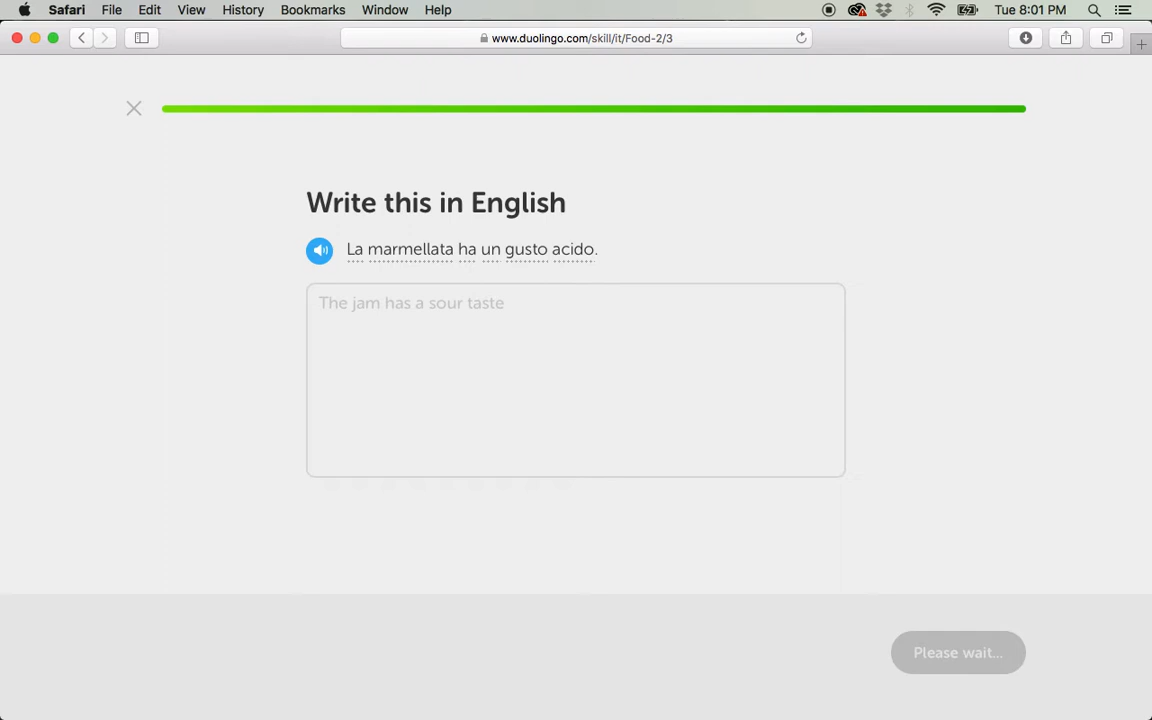 Safari File Edit View History Bookmarks Window Help Tue 8:01 PM
www.duolingo.com/skill/it/Food-2/3
Write this in English
La marmellata ha un gusto acido.
The jam has a sour taste
Please wait...